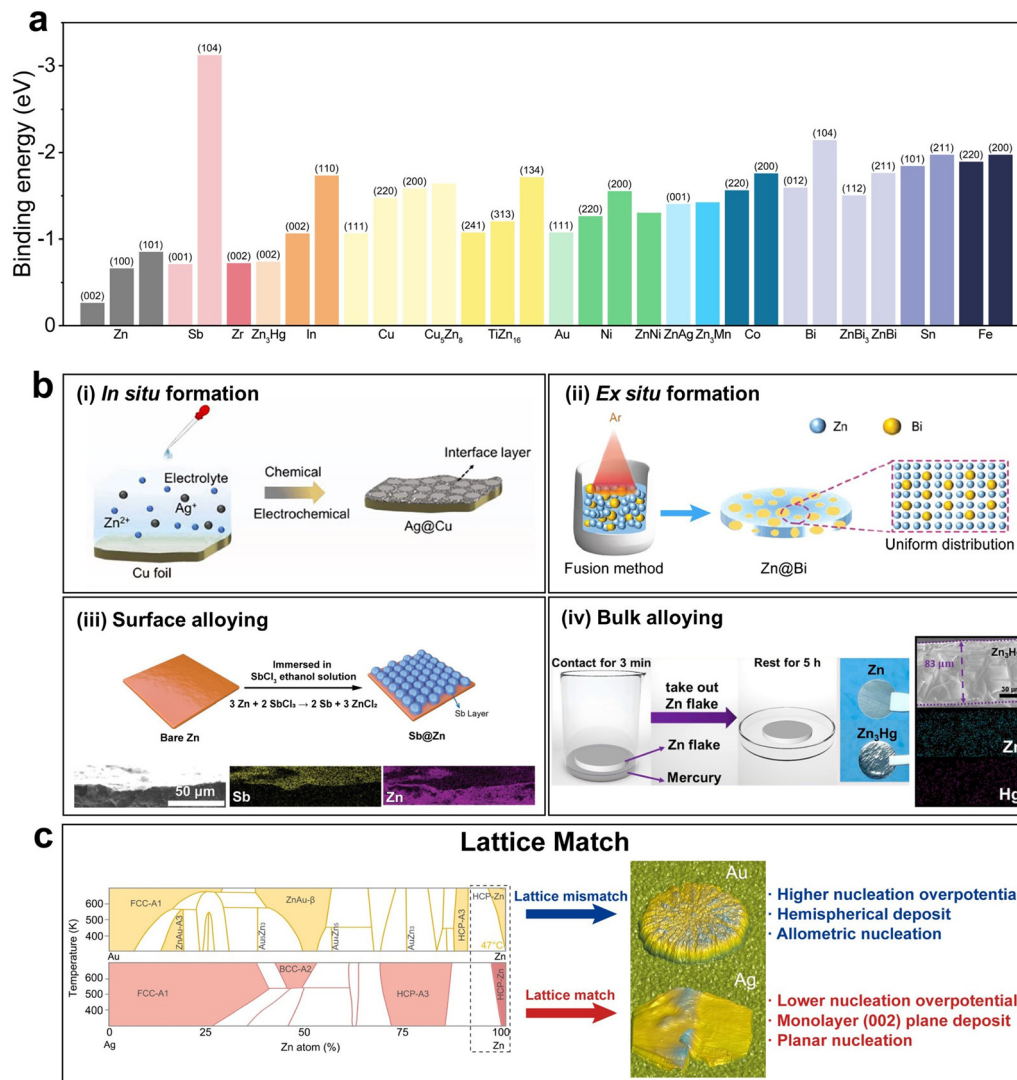 a
Binding energy (eV)
-3
-2
-1
0
(002)
(100)
(101)
(001)
(104)
(002)
(002)
(002)
(110)
(111)
(220)
(200)
(241)
(313)
(134)
(111)
(220)
(200)
(001)
(220)
(200)
(012)
(104)
(112)
(211)
(101)
(211)
(220)
(200)
Zn Sb Zr Zn₃Hg In Cu Cu₅Zn₈ TiZn₁₆ Au Ni ZnNi ZnAg Zn₃Mn Co Bi ZnBi₃ ZnBi Sn Fe
b
(i) In situ formation
Electrolyte
Ag⁺
Zn²⁺
Cu foil
Chemical
Electrochemical
Interface layer
Ag@Cu
(ii) Ex situ formation
Ar
Zn
Bi
Fusion method
Zn@Bi
Uniform distribution
(iii) Surface alloying
Immersed in
SbCl₃ ethanol solution
3 Zn + 2 SbCl₃ → 2 Sb + 3 ZnCl₂
Bare Zn
Sb Layer
Sb@Zn
50 μm
Sb
Zn
(iv) Bulk alloying
Contact for 3 min
take out
Zn flake
Rest for 5 h
Zn flake
Mercury
Zn
Zn₃Hg
83 μm
Zn₃H
30 μ
Zn
Hg
c
Lattice Match
Temperature (K)
600
500
400
FCC-A1
ZnAu-A3
ZnAu-β
HCP-A3
HCP-Zn
47°C
Au
Zn
600
500
400
FCC-A1
BCC-A2
HCP-A3
HCP-Zn
0
25
50
75
100
Ag
Zn atom (%)
Zn
Lattice mismatch
Au
· Higher nucleation overpotential
· Hemispherical deposit
· Allometric nucleation
Lattice match
Ag
· Lower nucleation overpotential
· Monolayer (002) plane deposit
· Planar nucleation